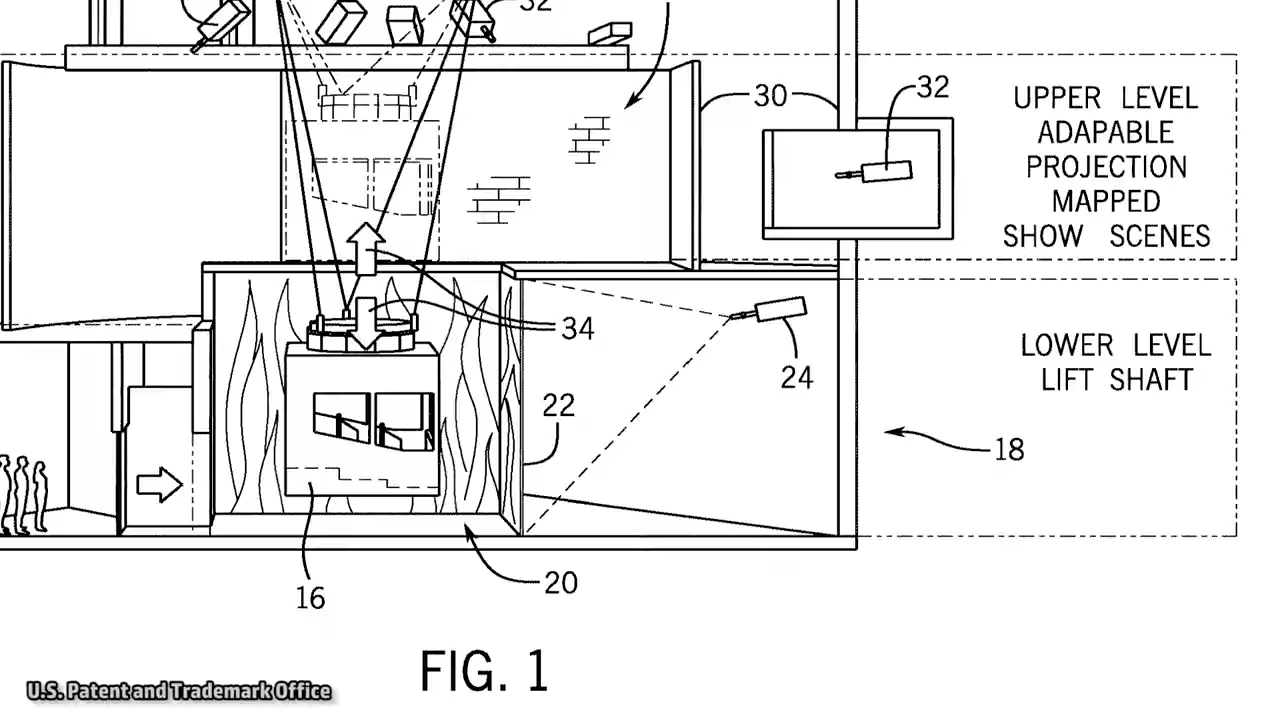 32
30
32
UPPER LEVEL
ADAPABLE
PROJECTION
MAPPED
SHOW SCENES
34
24
LOWER LEVEL
LIFT SHAFT
22
18
16
20
FIG. 1
U.S. Patent and Trademark Office